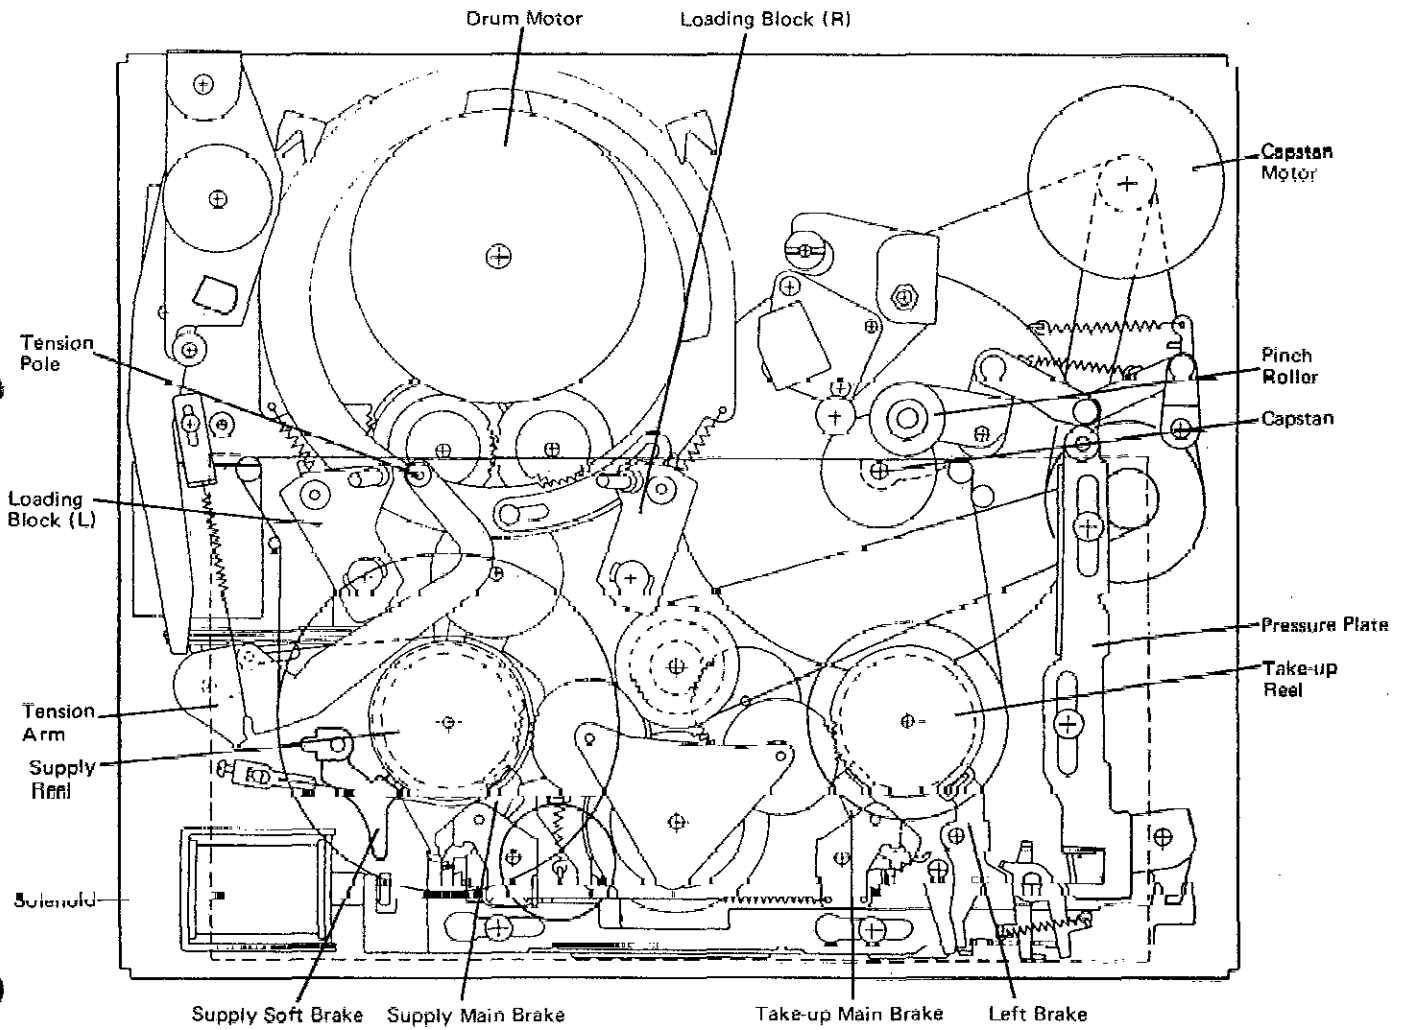 Drum Motor
Loading Block (R)
Capstan
Motor
Tension
Pole
Pinch
Roller
Capstan
Loading
Block (L)
Pressure Plate
Take-up
Reel
Tension
Arm
Supply
Reel
Solenoid
Supply Soft Brake
Supply Main Brake
Take-up Main Brake
Left Brake